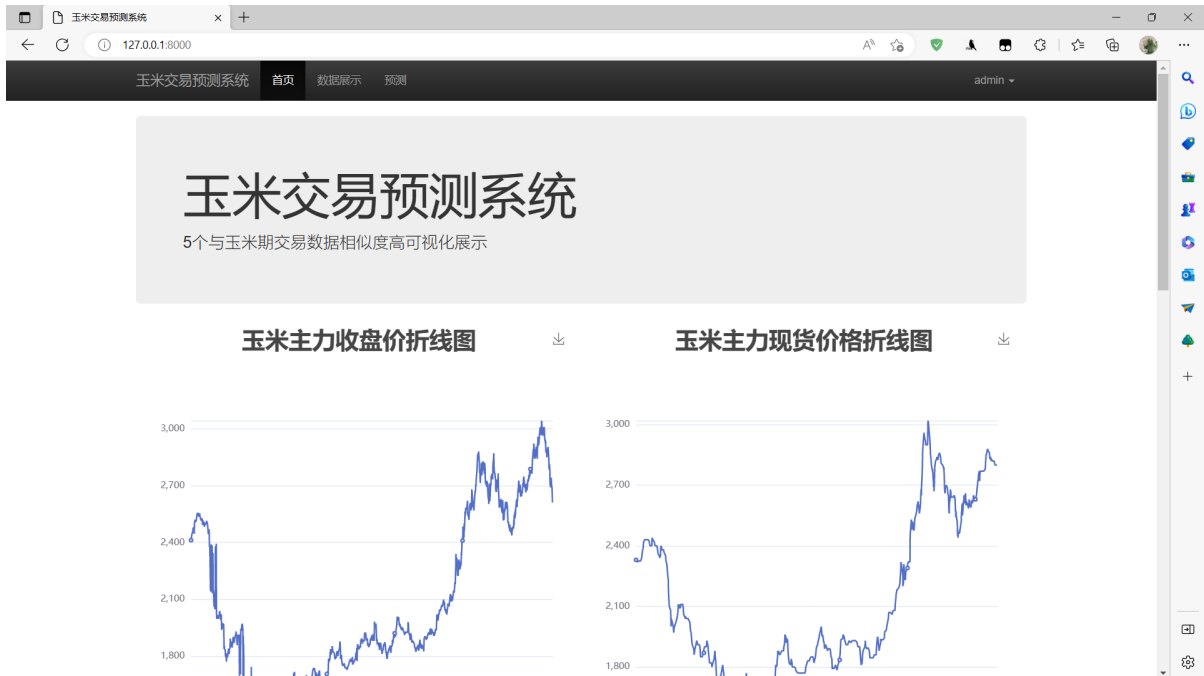 玉米交易预测系统
127.0.0.1:8000
玉米交易预测系统 首页 数据展示 预测 admin
玉米交易预测系统
5个与玉米期交易数据相似度高可视化展示
玉米主力收盘价折线图
3,000
2,700
2,400
2,100
1,800
玉米主力现货价格折线图
3,000
2,700
2,400
2,100
1,800